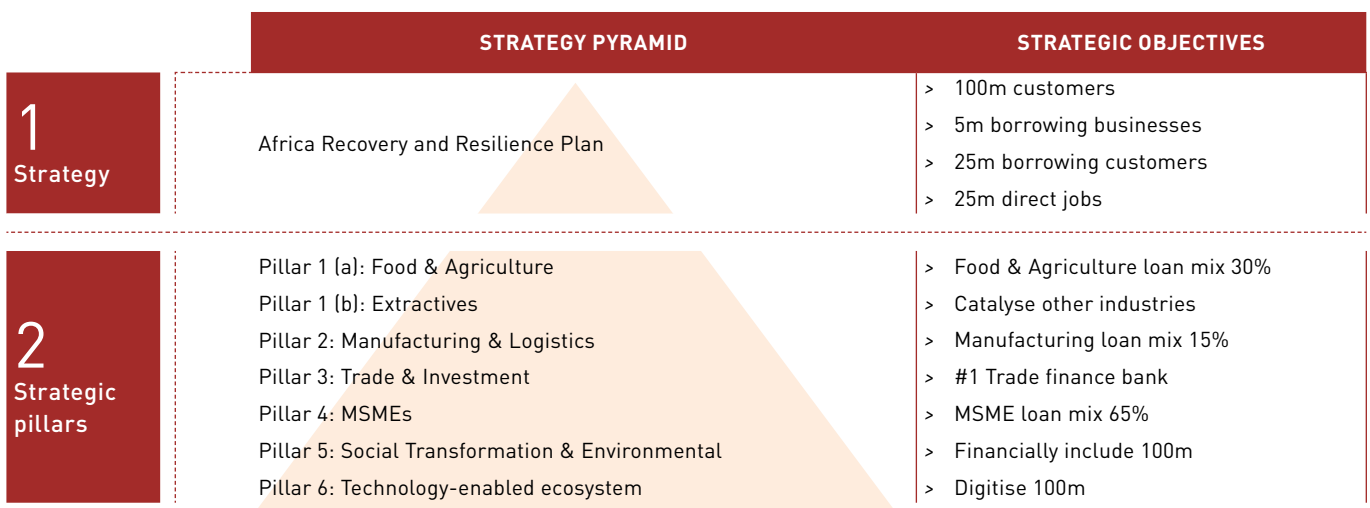 STRATEGY PYRAMID
STRATEGIC OBJECTIVES
1
Strategy
Africa Recovery and Resilience Plan
> 100m customers
> 5m borrowing businesses
> 25m borrowing customers
> 25m direct jobs
2
Strategic
pillars
Pillar 1 (a): Food & Agriculture
> Food & Agriculture loan mix 30%
Pillar 1 (b): Extractives
> Catalyse other industries
Pillar 2: Manufacturing & Logistics
> Manufacturing loan mix 15%
Pillar 3: Trade & Investment
> #1 Trade finance bank
Pillar 4: MSMEs
> MSME loan mix 65%
Pillar 5: Social Transformation & Environmental
> Financially include 100m
Pillar 6: Technology-enabled ecosystem
> Digitise 100m